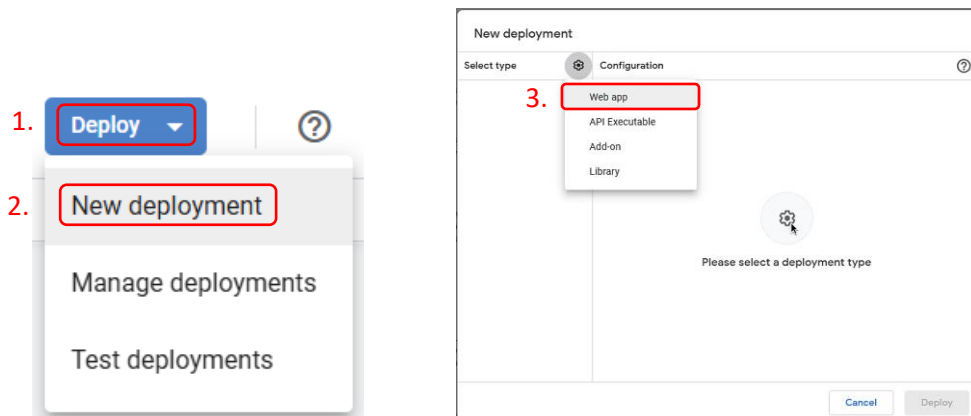 1.
Deploy
2.
New deployment
Manage deployments
Test deployments
New deployment
Select type
Configuration
3.
Web app
API Executable
Add-on
Library
Please select a deployment type
Cancel
Deploy